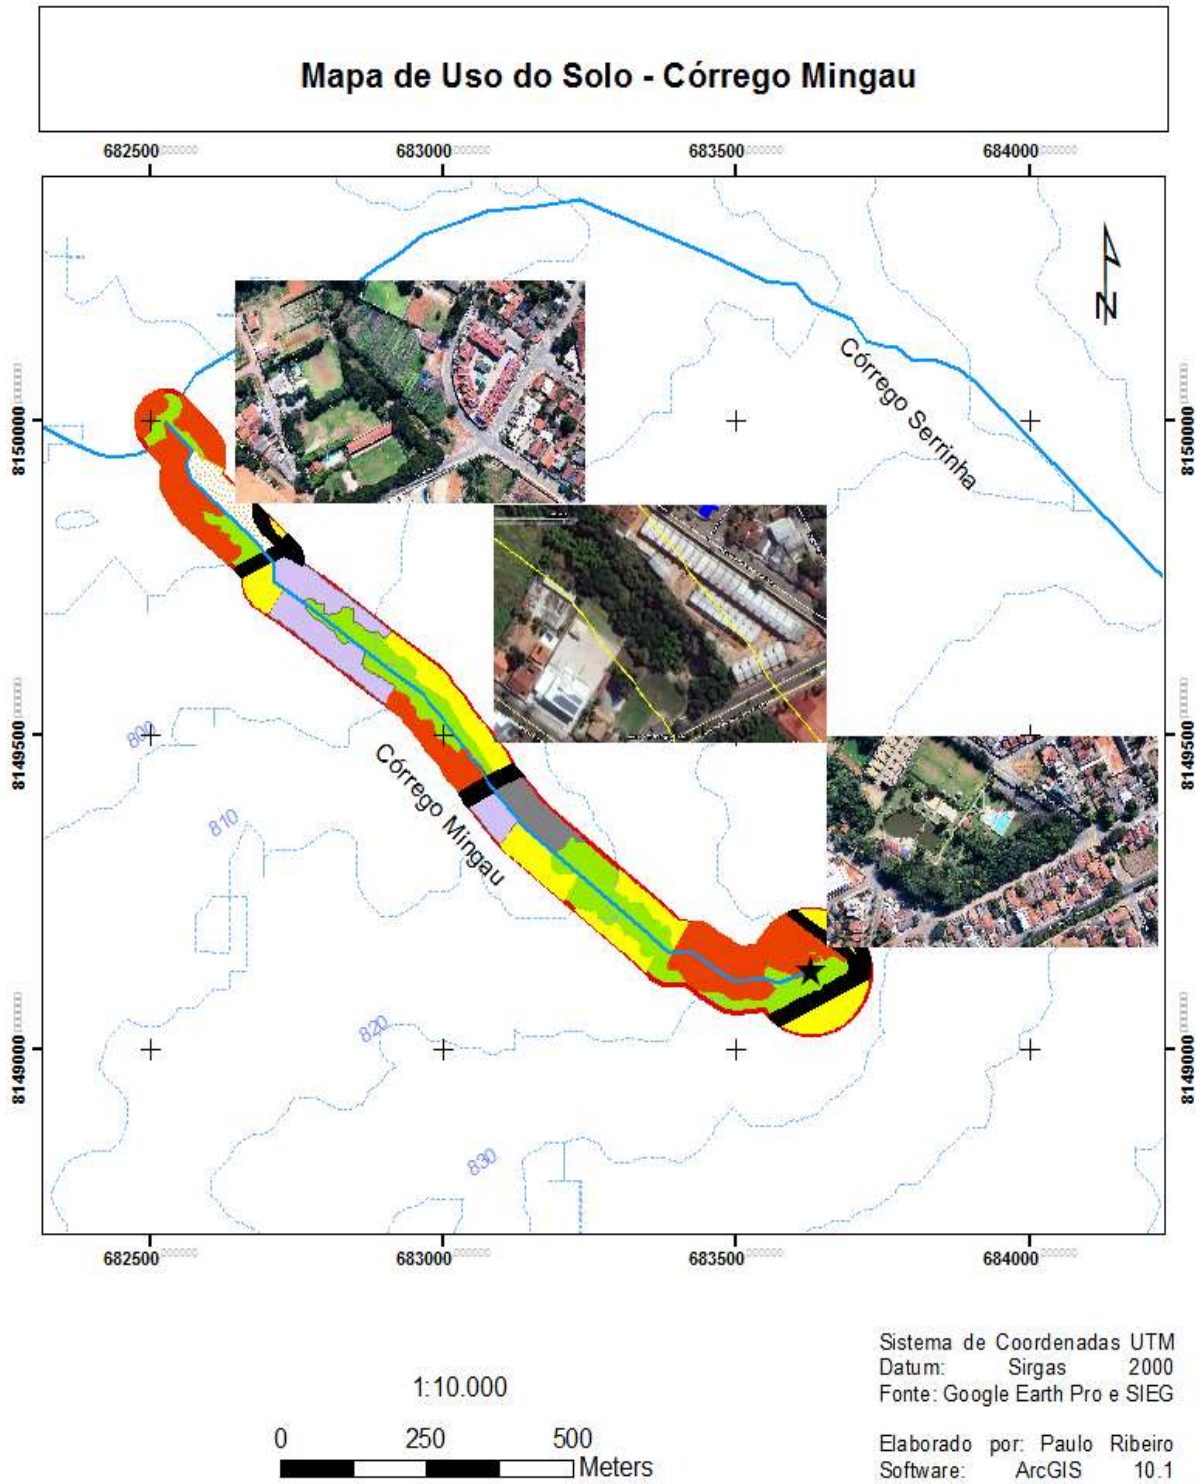 Mapa de Uso do Solo - Córrego Mingau
682500 683000 683500 684000
N
Córrego Serrinha
8150000 8150000
8149500 8149500
800
810
Córrego Mingau
820
8149000 8149000
830
682500 683000 683500 684000
Sistema de Coordenadas UTM
Datum: Sirgas 2000
Fonte: Google Earth Pro e SIEG
1:10.000
0 250 500
Meters
Elaborado por: Paulo Ribeiro
Software: ArcGIS 10.1